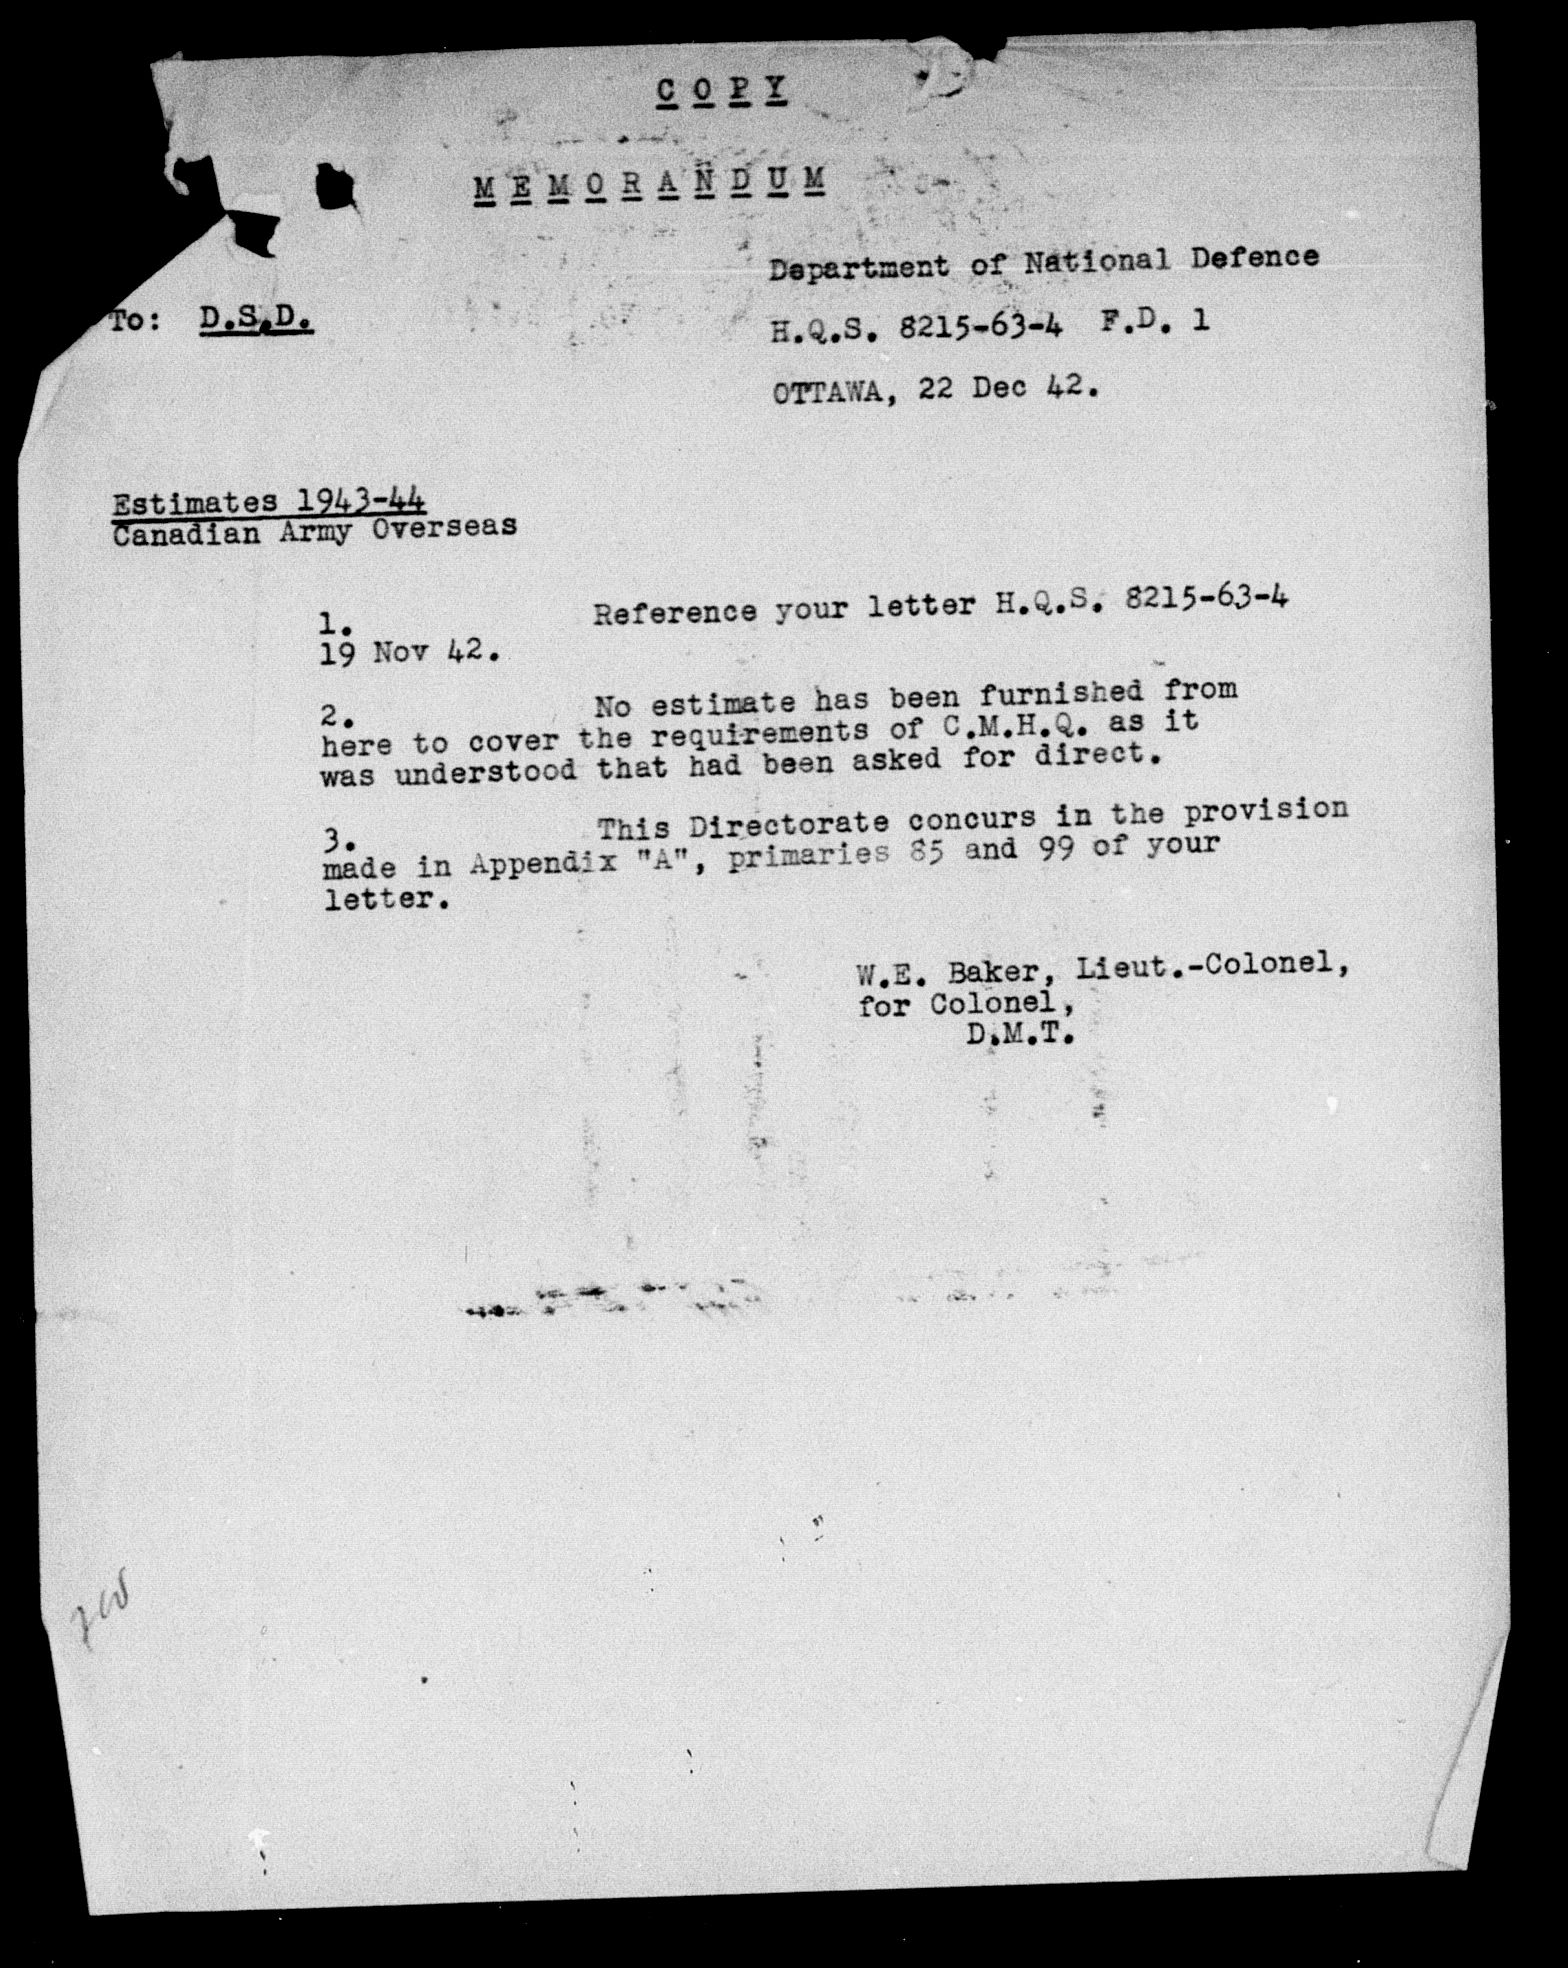 COPY
MEMORANDUM
Department of National Defence
To: D.S.D.
H.Q.S. 8215-63-4 F.D. 1
OTTAWA, 22 Dec 42.
Estimates 1943-44
Canadian Army Overseas
1. Reference your letter H.Q.S. 8215-63-4
19 Nov 42.
2. No estimate has been furnished from
here to cover the requirements of C.M.H.Q. as it
was understood that had been asked for direct.
3. This Directorate concurs in the provision
made in Appendix "A", primaries 85 and 99 of your
letter.
W.E. Baker, Lieut.-Colonel,
for Colonel,
D.M.T.